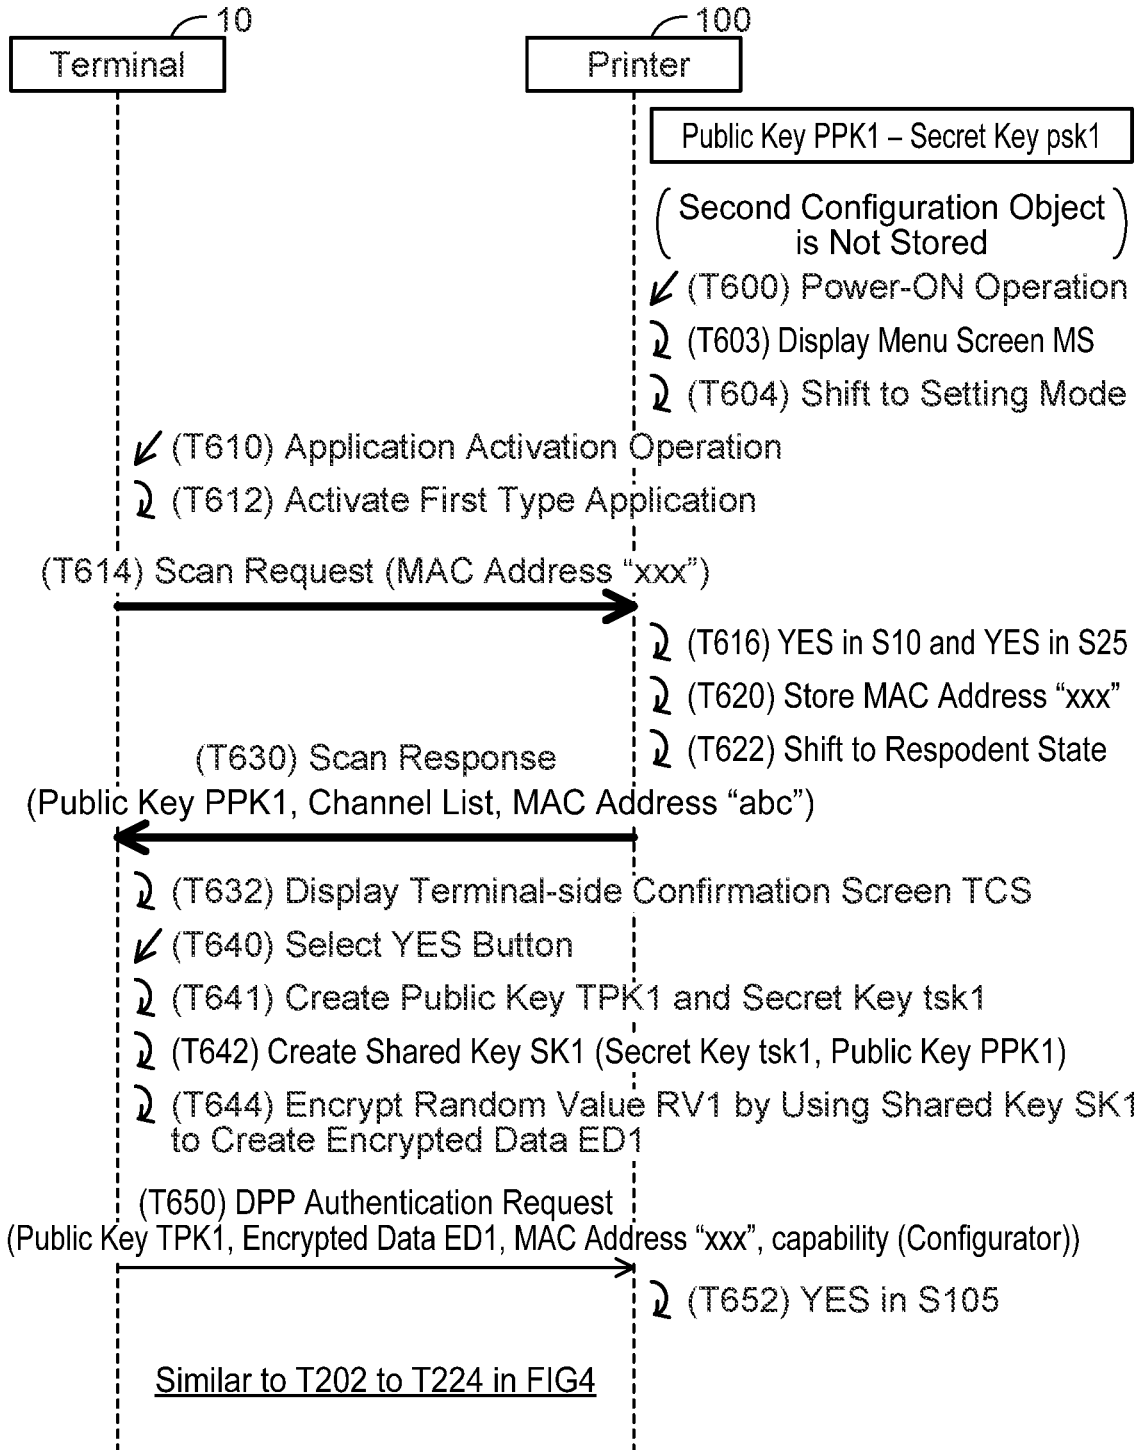 10
100
Terminal
Printer
Public Key PPK1 – Secret Key psk1
(Second Configuration Object
is Not Stored)
(T600) Power-ON Operation
(T603) Display Menu Screen MS
(T604) Shift to Setting Mode
(T610) Application Activation Operation
(T612) Activate First Type Application
(T614) Scan Request (MAC Address “xxx”)
(T616) YES in S10 and YES in S25
(T620) Store MAC Address “xxx”
(T622) Shift to Respodent State
(T630) Scan Response
(Public Key PPK1, Channel List, MAC Address “abc”)
(T632) Display Terminal-side Confirmation Screen TCS
(T640) Select YES Button
(T641) Create Public Key TPK1 and Secret Key tsk1
(T642) Create Shared Key SK1 (Secret Key tsk1, Public Key PPK1)
(T644) Encrypt Random Value RV1 by Using Shared Key SK1
to Create Encrypted Data ED1
(T650) DPP Authentication Request
(Public Key TPK1, Encrypted Data ED1, MAC Address “xxx”, capability (Configurator))
(T652) YES in S105
Similar to T202 to T224 in FIG4